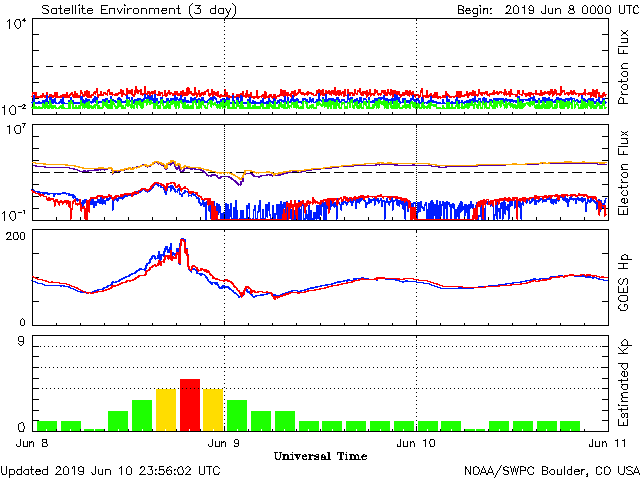 Satellite Environment (3 day)
Begin: 2019 Jun 8 0000 UTC
10⁴
10⁻²
Proton Flux
10⁷
10⁻¹
Electron Flux
200
0
GOES Hp
9
0
Estimated Kp
Jun 8
Jun 9
Jun 10
Jun 11
Universal Time
Updated 2019 Jun 10 23:56:02 UTC
NOAA/SWPC Boulder, CO USA